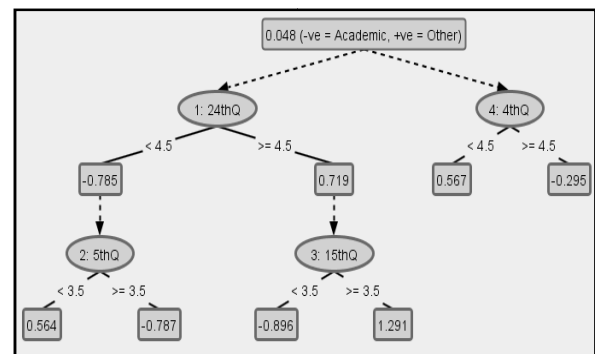 0.048 (-ve = Academic, +ve = Other)
1: 24thQ 4: 4thQ
< 4.5 >= 4.5 < 4.5 >= 4.5
-0.785 0.719 0.567 -0.295
2: 5thQ 3: 15thQ
< 3.5 >= 3.5 < 3.5 >= 3.5
0.564 -0.787 -0.896 1.291